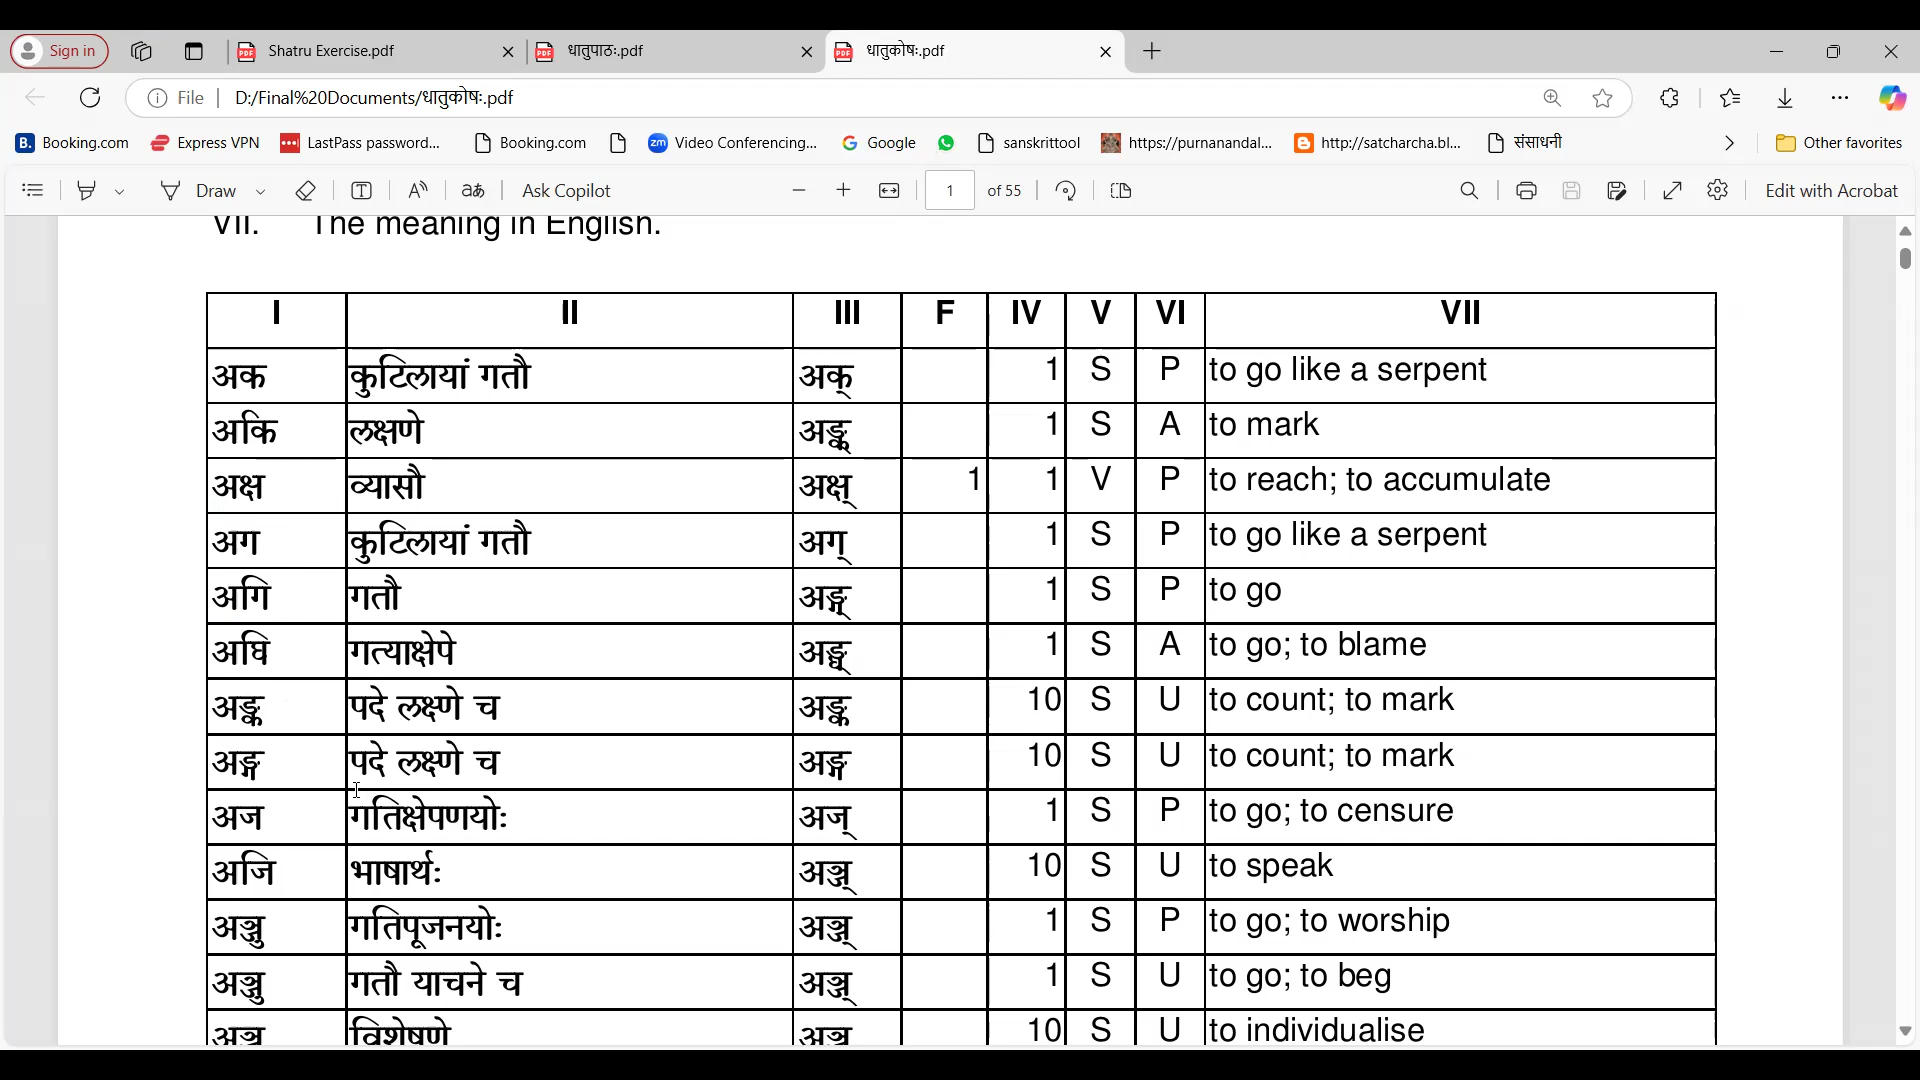 Sign in
Shatru Exercise.pdf
धातुपाठः.pdf
धातुकोषः.pdf
File D:/Final%20Documents/धातुकोषः.pdf
Booking.com Express VPN LastPass password... Booking.com Video Conferencing... Google sanskrittool https://purnanandal... http://satcharcha.bl... संसाधनी Other favorites
Draw Ask Copilot 1 of 55 Edit with Acrobat
VII. The meaning in English.
I II III F IV V VI VII
अक कुटिलायां गतौ अक् 1 S P to go like a serpent
अकि लक्षणे अङ्क् 1 S A to mark
अक्ष व्यासौ अक्ष् 1 1 V P to reach; to accumulate
अग कुटिलायां गतौ अग् 1 S P to go like a serpent
अगि गतौ अङ्ग् 1 S P to go
अघि गत्याक्षेपे अङ्घ् 1 S A to go; to blame
अङ्क पदे लक्ष्णे च अङ्क 10 S U to count; to mark
अङ्ग पदे लक्ष्णे च अङ्ग 10 S U to count; to mark
अज गतिक्षेपणयोः अज् 1 S P to go; to censure
अजि भाषार्थः अञ्ज् 10 S U to speak
अञ्चु गतिपूजनयोः अञ्च् 1 S P to go; to worship
अञ्चु गतौ याचने च अञ्च् 1 S U to go; to beg
अञ्च विशेषणे अञ्च 10 S U to individualise